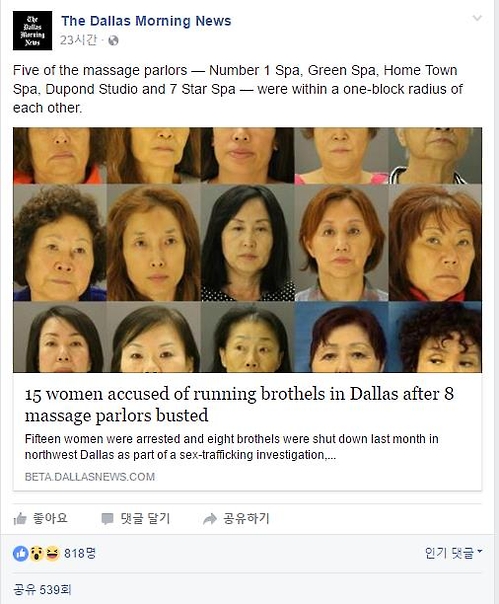 The Dallas Morning News
The Dallas Morning News
23시간 ·
Five of the massage parlors — Number 1 Spa, Green Spa, Home Town
Spa, Dupond Studio and 7 Star Spa — were within a one-block radius of
each other.
15 women accused of running brothels in Dallas after 8
massage parlors busted
Fifteen women were arrested and eight brothels were shut down last month in
northwest Dallas as part of a sex-trafficking investigation,...
BETA.DALLASNEWS.COM
좋아요 댓글 달기 공유하기
818명 인기 댓글
공유 539회